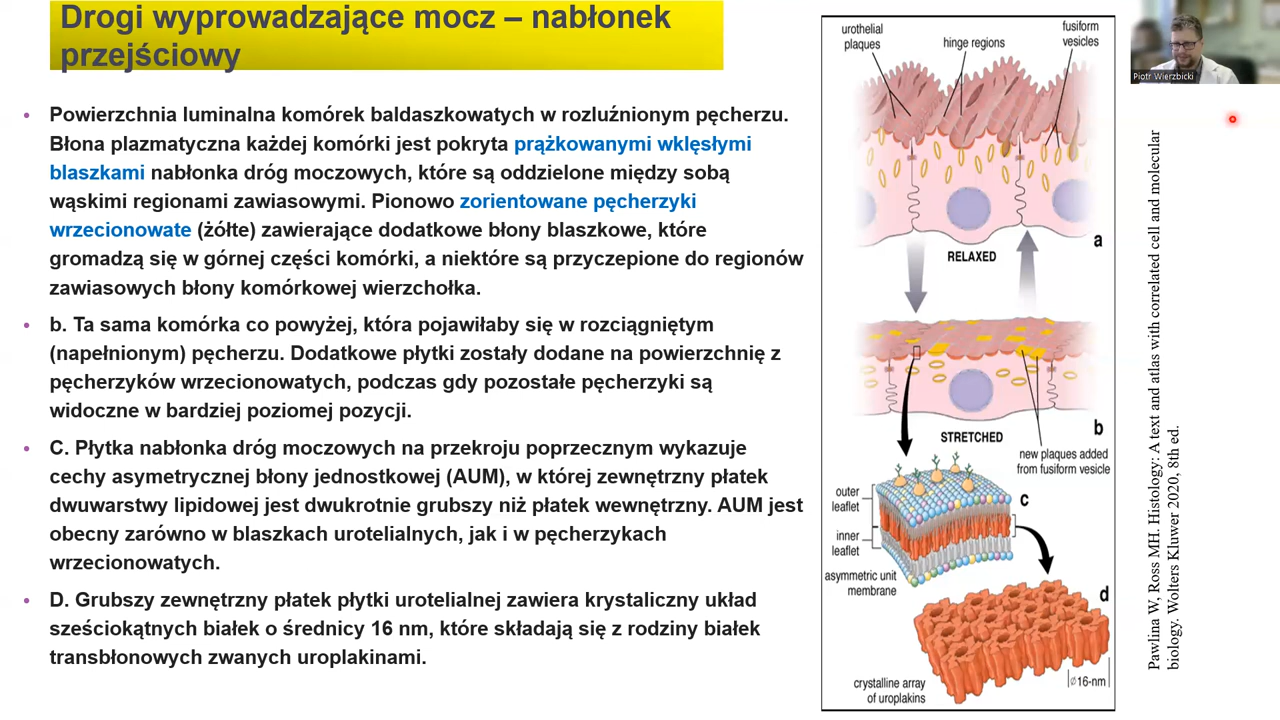 Drogi wyprowadzające mocz – nabłonek
przejściowy
• Powierzchnia luminalna komórek baldaszkowatych w rozluźnionym pęcherzu.
Błona plazmatyczna każdej komórki jest pokryta prążkowanymi wklęsłymi
blaszkami nabłonka dróg moczowych, które są oddzielone między sobą
wąskimi regionami zawiasowymi. Pionowo zorientowane pęcherzyki
wrzecionowate (żółte) zawierające dodatkowe błony blaszkowe, które
gromadzą się w górnej części komórki, a niektóre są przyczepione do regionów
zawiasowych błony komórkowej wierzchołka.
• b. Ta sama komórka co powyżej, która pojawiłaby się w rozciągniętym
(napełnionym) pęcherzu. Dodatkowe płytki zostały dodane na powierzchnię z
pęcherzyków wrzecionowatych, podczas gdy pozostałe pęcherzyki są
widoczne w bardziej poziomej pozycji.
• C. Płytka nabłonka dróg moczowych na przekroju poprzecznym wykazuje
cechy asymetrycznej błony jednostkowej (AUM), w której zewnętrzny płatek
dwuwarstwy lipidowej jest dwukrotnie grubszy niż płatek wewnętrzny. AUM jest
obecny zarówno w blaszkach urotelialnych, jak i w pęcherzykach
wrzecionowatych.
• D. Grubszy zewnętrzny płatek płytki urotelialnej zawiera krystaliczny układ
sześciokątnych białek o średnicy 16 nm, które składają się z rodziny białek
transbłonowych zwanych uroplakinami.
urothelial
plaques
hinge regions
fusiform
vesicles
a
RELAXED
b
STRETCHED
new plaques added
from fusiform vesicle
outer
leaflet
c
inner
leaflet
asymmetric unit
membrane
d
crystalline array
of uroplakins
⌀16-nm
Piotr Wierzbicki
Pawlina W, Ross MH. Histology: A text and atlas with correlated cell and molecular
biology. Wolters Kluwer 2020, 8th ed.